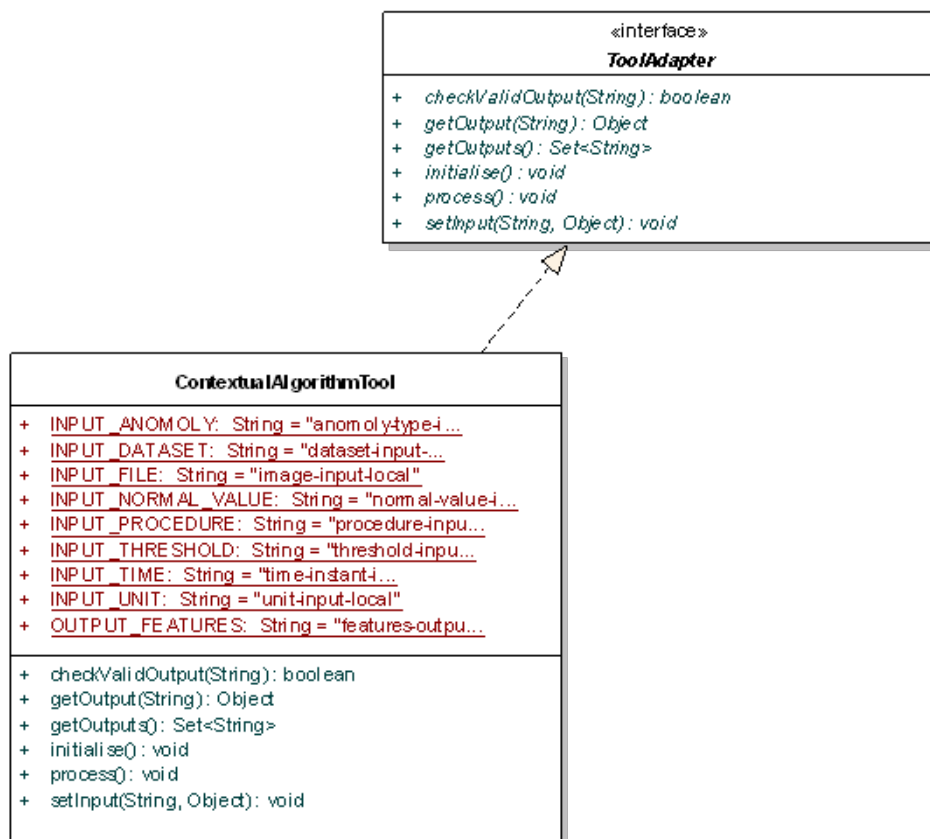 «interface»
ToolAdapter
+ checkValidOutput(String) : boolean
+ getOutput(String) : Object
+ getOutputs() : Set<String>
+ initialise() : void
+ process() : void
+ setInput(String, Object) : void
ContextualAlgorithmTool
+ INPUT_ANOMOLY: String = "anomoly-type-i...
+ INPUT_DATASET: String = "dataset-input-...
+ INPUT_FILE: String = "image-input-local"
+ INPUT_NORMAL_VALUE: String = "normal-value-i...
+ INPUT_PROCEDURE: String = "procedure-inpu...
+ INPUT_THRESHOLD: String = "threshold-inpu...
+ INPUT_TIME: String = "time-instant-i...
+ INPUT_UNIT: String = "unit-input-local"
+ OUTPUT_FEATURES: String = "features-outpu...
+ checkValidOutput(String) : boolean
+ getOutput(String) : Object
+ getOutputs() : Set<String>
+ initialise() : void
+ process() : void
+ setInput(String, Object) : void